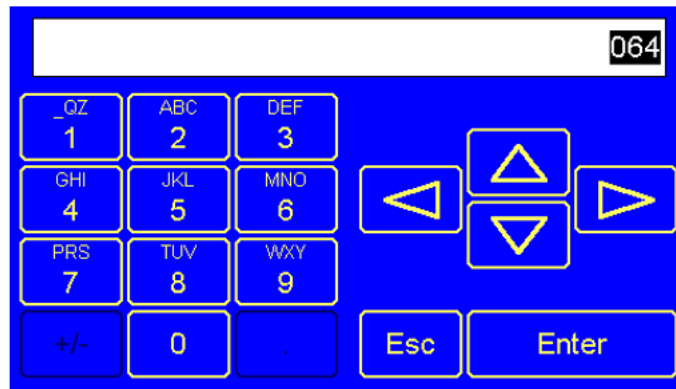 064
_QZ ABC DEF
1 2 3
GHI JKL MNO
4 5 6
PRS TUV WXY
7 8 9
+/- 0 . Esc Enter